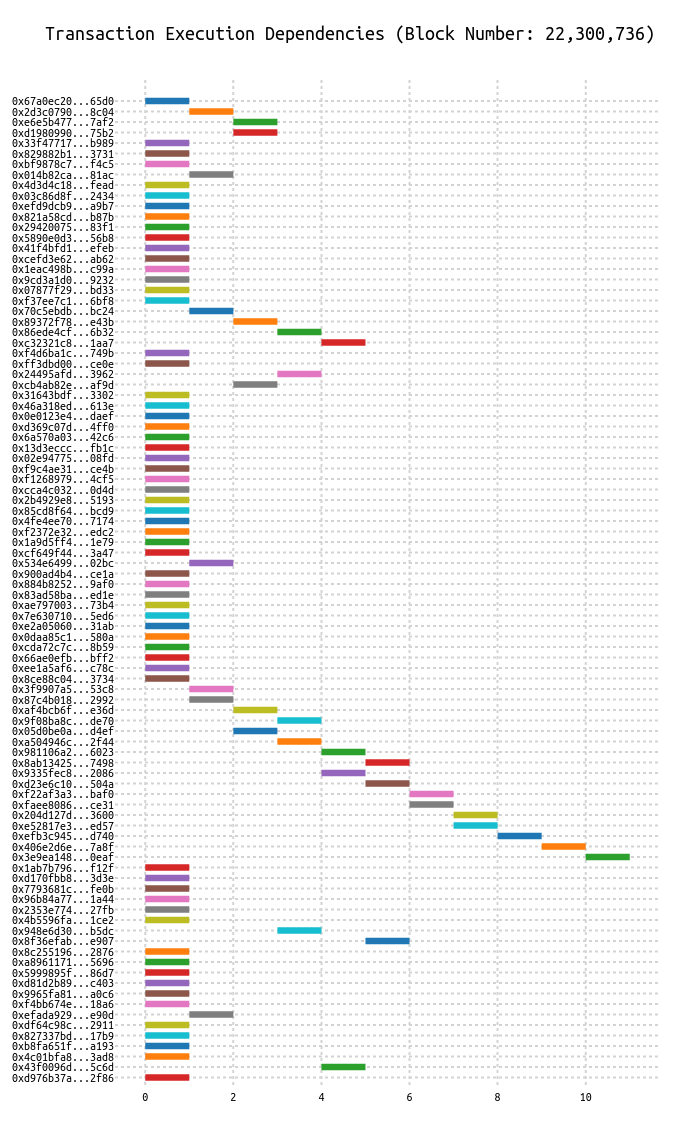 Transaction Execution Dependencies (Block Number: 22,300,736)
0x67a0ec20...65d0
0x2d3c0790...8c04
0xe6e5b477...7af2
0xd1980990...75b2
0x33f47717...b989
0x829882b1...3731
0xbf9878c7...f4c5
0x014b82ca...81ac
0x4d3d4c18...fead
0x03c86d8f...2434
0xefd9dcb9...a9b7
0x821a58cd...b87b
0x29420075...83f1
0x5890e0d3...56b8
0x41f4bfd1...efeb
0xcefd3e62...ab62
0x1eac498b...c99a
0x9cd3a1d0...9232
0x07877f29...bd33
0xf37ee7c1...6bf8
0x70c5ebdb...bc24
0x89372f78...e43b
0x86ede4cf...6b32
0xc32321c8...1aa7
0xf4d6ba1c...749b
0xff3dbd00...ce0e
0x24495afd...3962
0xcb4ab82e...af9d
0x31643bdf...3302
0x46a318ed...613e
0x0e0123e4...daef
0xd369c07d...4ff0
0x6a570a03...42c6
0x13d3eccc...fb1c
0x02e94775...08fd
0xf9c4ae31...ce4b
0xf1268979...4cf5
0xcca4c032...0d4d
0x2b4929e8...5193
0x85cd8f64...bcd9
0x4fe4ee70...7174
0xf2372e32...edc2
0x1a9d5ff4...1e79
0xcf649f44...3a47
0x534e6499...02bc
0x900ad4b4...ce1a
0x884b8252...9af0
0x83ad58ba...ed1e
0xae797003...73b4
0x7e630710...5ed6
0xe2a05060...31ab
0x0daa85c1...580a
0xcda72c7c...8b59
0x66ae0efb...bff2
0xee1a5af6...c78c
0x8ce88c04...3734
0x3f9907a5...53c8
0x87c4b018...2992
0xaf4bcb6f...e36d
0x9f08ba8c...de70
0x05d0be0a...d4ef
0xa504946c...2f44
0x981106a2...6023
0x8ab13425...7498
0x9335fec8...2086
0xd23e6c10...504a
0xf22af3a3...baf0
0xfaee8086...ce31
0x204d127d...3600
0xe52817e3...ed57
0xefb3c945...d740
0x406e2d6e...7a8f
0x3e9ea148...0eaf
0x1ab7b796...f12f
0xd170fbb8...3d3e
0x7793681c...fe0b
0x96b84a77...1a44
0x2353e774...27fb
0x4b5596fa...1ce2
0x948e6d30...b5dc
0x8f36efab...e907
0x8c255196...2876
0xa8961171...5696
0x5999895f...86d7
0xd81d2b89...c403
0x9965fa81...a0c6
0xf4bb674e...18a6
0xefada929...e90d
0xdf64c98c...2911
0x827337bd...17b9
0xb8fa651f...a193
0x4c01bfa8...3ad8
0x43f0096d...5c6d
0xd976b37a...2f86
0 2 4 6 8 10